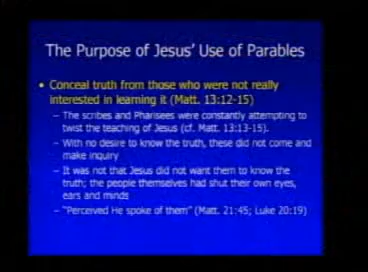 The Purpose of Jesus' Use of Parables
• Conceal truth from those who were not really
interested in learning it (Matt. 13:12-15)
– The scribes and Pharisees were constantly attempting to
twist the teaching of Jesus (cf. Matt. 13:13-15).
– With no desire to know the truth, these did not come and
make inquiry
– It was not that Jesus did not want them to know the
truth; the people themselves had shut their own eyes,
ears and minds
– "Perceived He spoke of them" (Matt. 21:45; Luke 20:19)